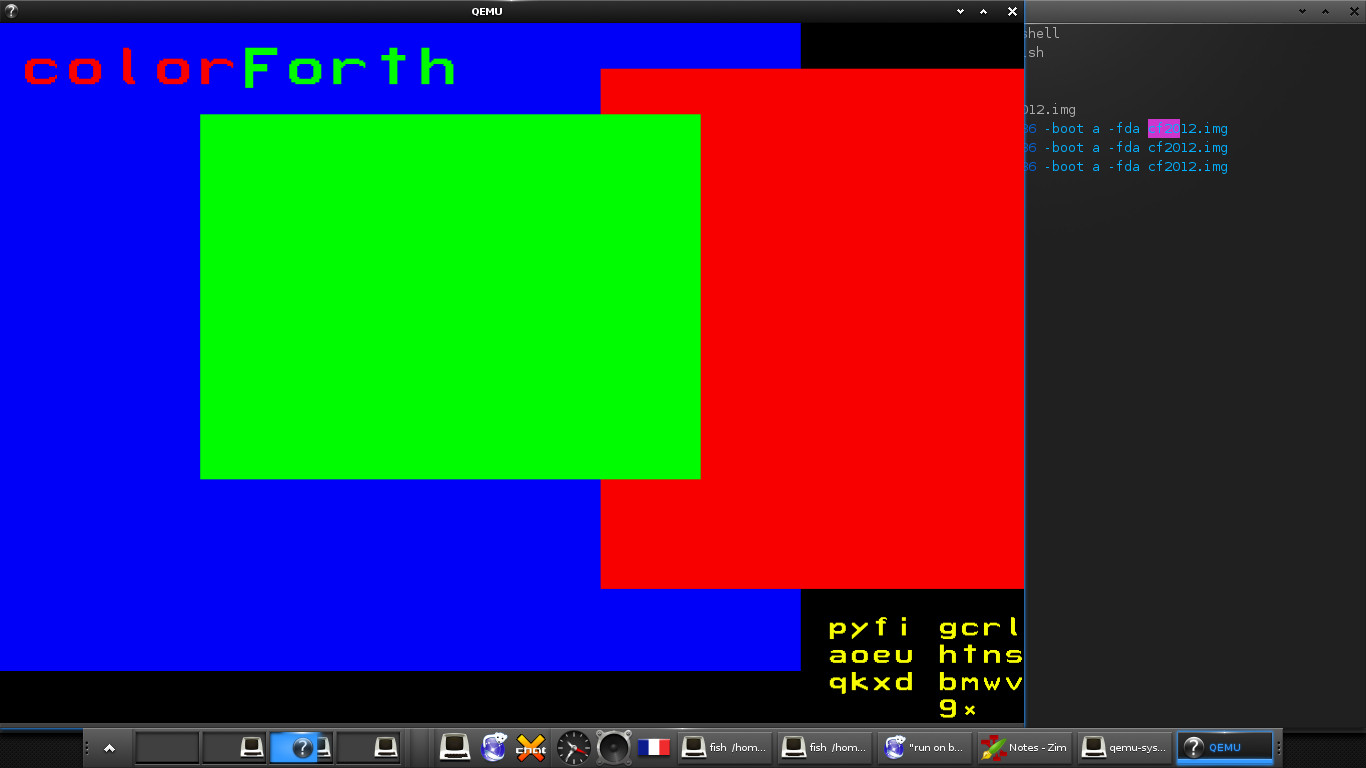 QEMU
colorForth
shell
sh
012.img
86 -boot a -fda cf2012.img
86 -boot a -fda cf2012.img
86 -boot a -fda cf2012.img
pyfi gcrl
aoeu htns
qkxd bmwv
9x
chat
fish /hom...
fish /hom...
"run on b...
Notes - Zim
qemu-sys...
QEMU